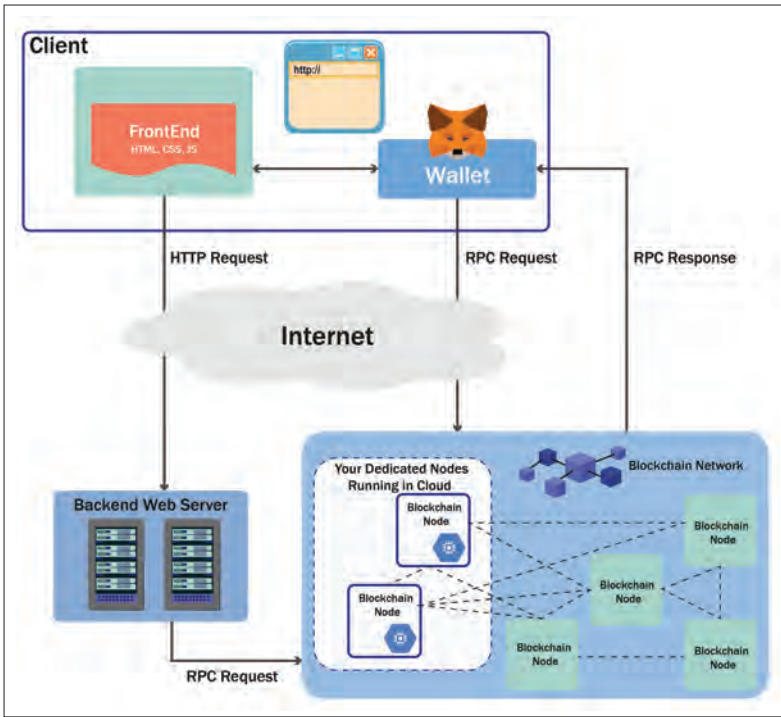 Client
http://
FrontEnd
HTML, CSS, JS
Wallet
HTTP Request
RPC Request
RPC Response
Internet
Your Dedicated Nodes
Running in Cloud
Blockchain Network
Backend Web Server
Blockchain
Node
Blockchain
Node
Blockchain
Node
Blockchain
Node
Blockchain
Node
Blockchain
Node
RPC Request